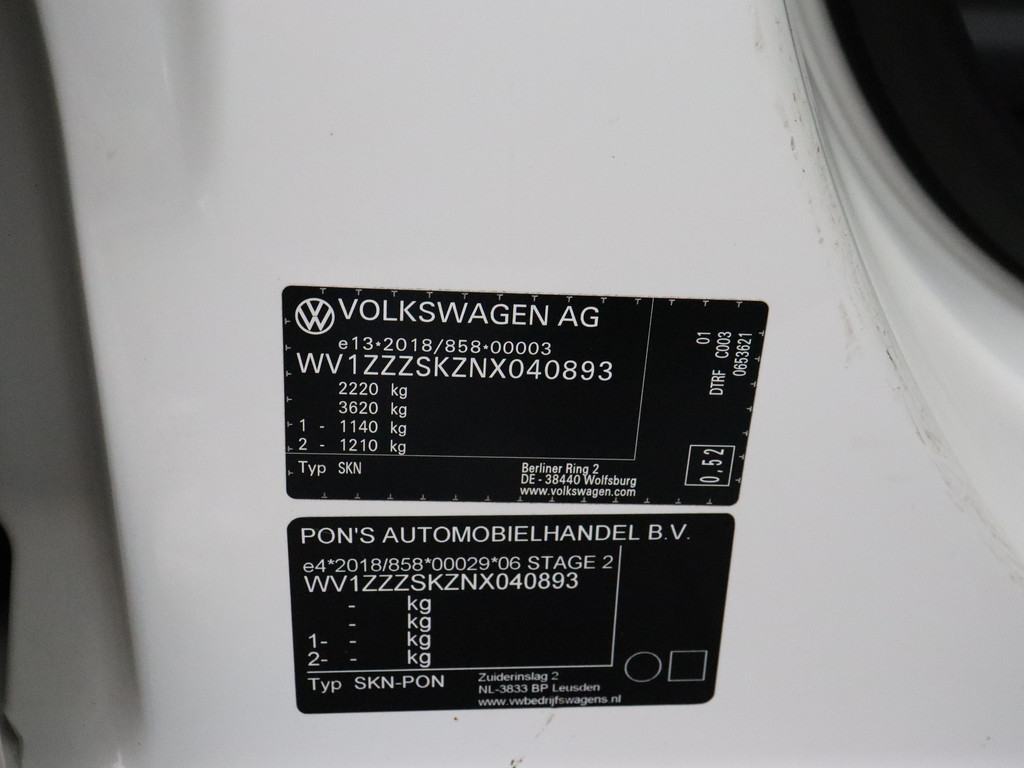 VOLKSWAGEN AG
e13*2018/858*00003
WV1ZZZSKZNX040893
2220 kg
3620 kg
1 - 1140 kg
2 - 1210 kg
Typ SKN
Berliner Ring 2
DE - 38440 Wolfsburg
www.volkswagen.com
01
DTRF C003
0653621
0,52
PON'S AUTOMOBIELHANDEL B.V.
e4*2018/858*00029*06 STAGE 2
WV1ZZZSKZNX040893
- kg
- kg
1- - kg
2- - kg
Typ SKN-PON
Zuiderinslag 2
NL-3833 BP Leusden
www.vwbedrijfswagens.nl